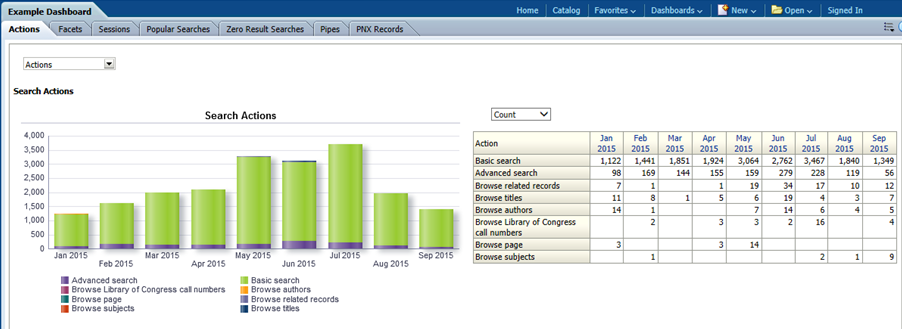 Example Dashboard
Home Catalog Favorites Dashboards New Open Signed In
Actions Facets Sessions Popular Searches Zero Result Searches Pipes PNX Records
Actions
Search Actions
Search Actions
4,000
3,500
3,000
2,500
2,000
1,500
1,000
500
0
Jan 2015 Feb 2015 Mar 2015 Apr 2015 May 2015 Jun 2015 Jul 2015 Aug 2015 Sep 2015
Advanced search Basic search
Browse Library of Congress call numbers Browse authors
Browse page Browse related records
Browse subjects Browse titles
Count
Action Jan 2015 Feb 2015 Mar 2015 Apr 2015 May 2015 Jun 2015 Jul 2015 Aug 2015 Sep 2015
Basic search 1,122 1,441 1,851 1,924 3,064 2,762 3,467 1,840 1,349
Advanced search 98 169 144 155 159 279 228 119 56
Browse related records 7 1 1 19 34 17 10 12
Browse titles 11 8 1 5 6 19 4 3 7
Browse authors 14 1 7 14 6 4 5
Browse Library of Congress
call numbers 2 3 3 2 16 4
Browse page 3 3 14
Browse subjects 1 2 1 9